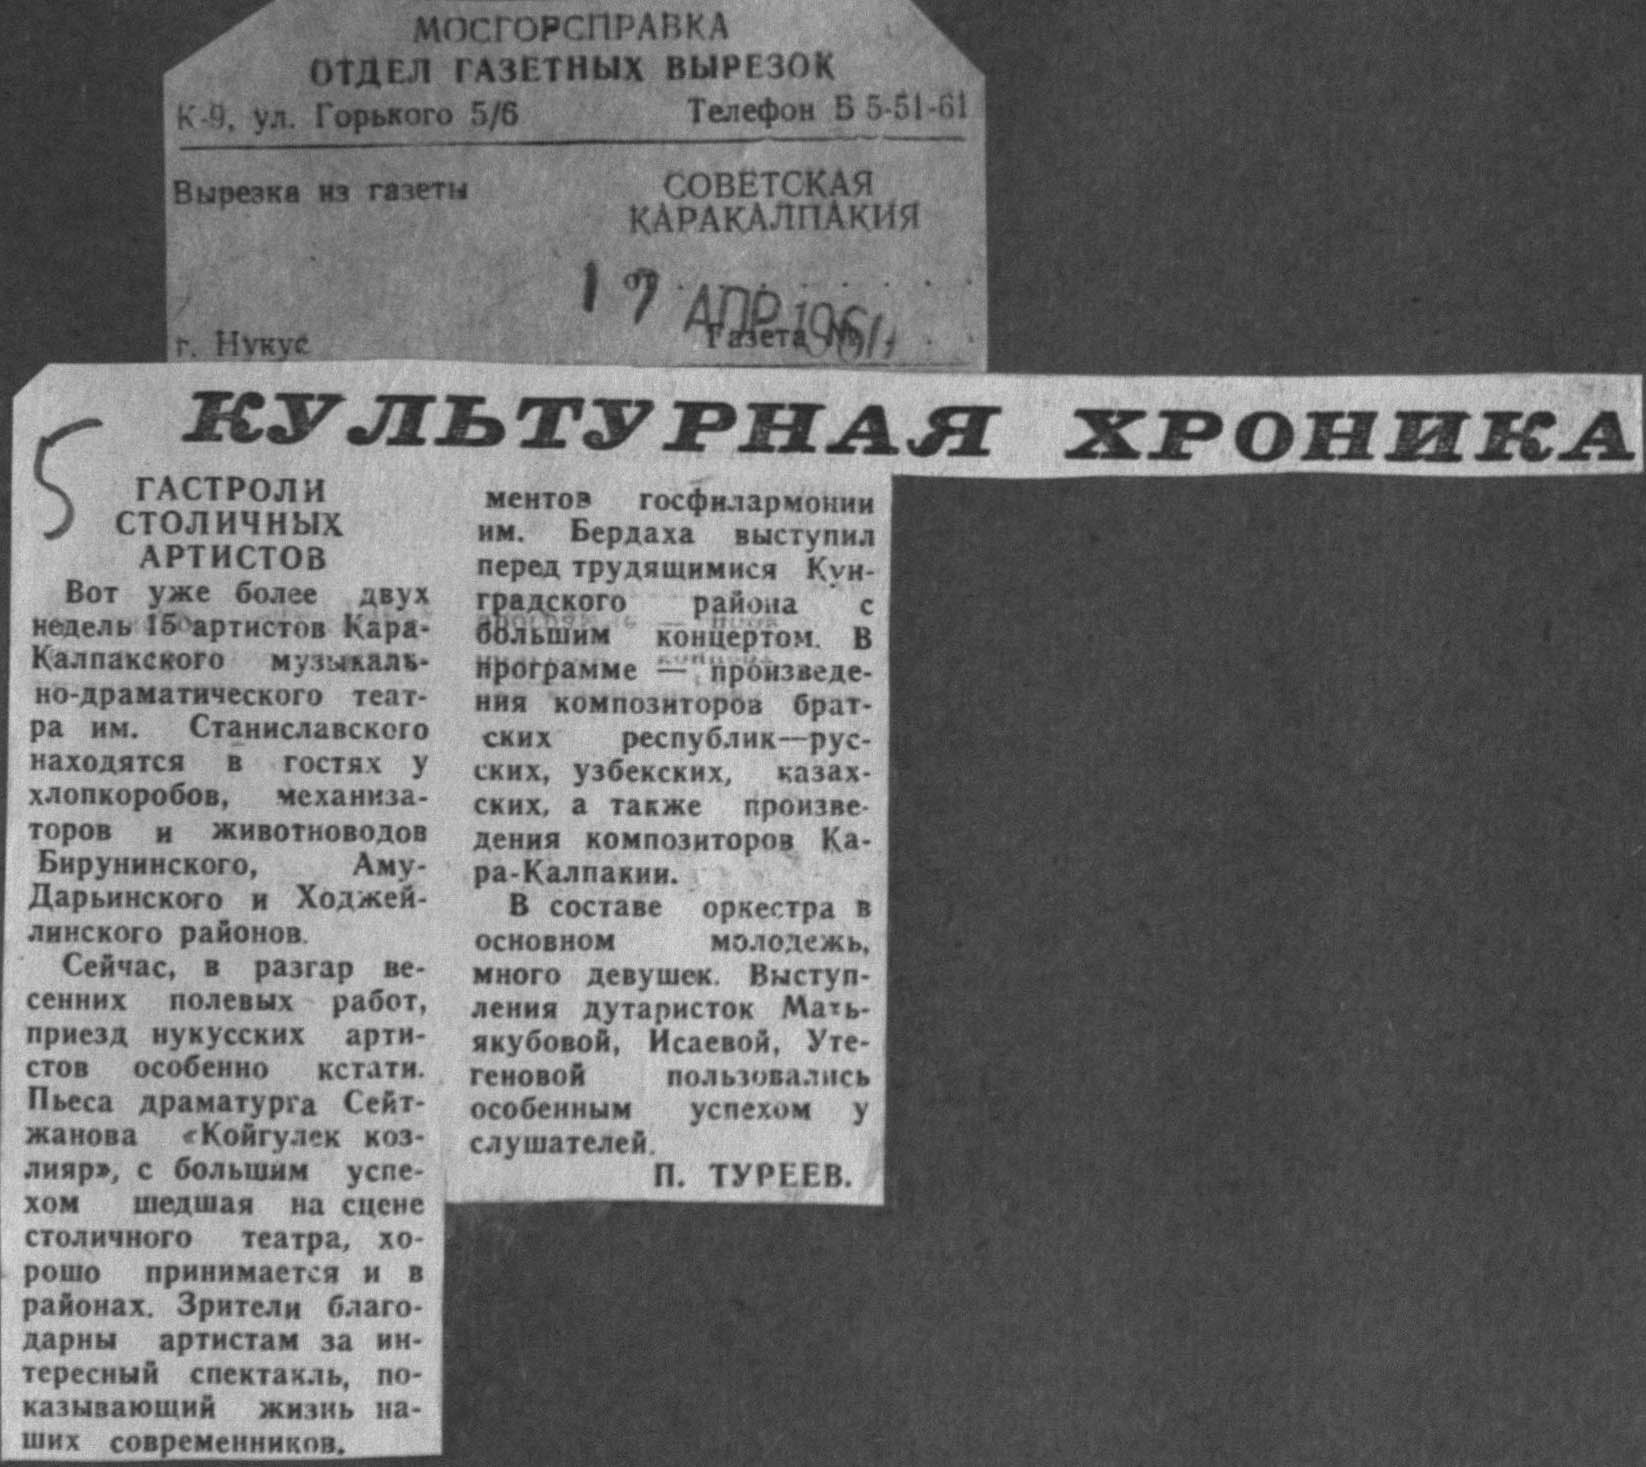 МОСГОРСПРАВКА
ОТДЕЛ ГАЗЕТНЫХ ВЫРЕЗОК
К-9, ул. Горького 5/6 Телефон Б 5-51-61
Вырезка из газеты СОВЕТСКАЯ
КАРАКАЛПАКИЯ
17 АПР 1961
г. Нукус Газета №
КУЛЬТУРНАЯ ХРОНИКА
5
ГАСТРОЛИ
СТОЛИЧНЫХ
АРТИСТОВ
Вот уже более двух
недель 15 артистов Кара-
Калпакского музыкаль-
но-драматического теат-
ра им. Станиславского
находятся в гостях у
хлопкоробов, механиза-
торов и животноводов
Бирунинского, Аму-
Дарьинского и Ходжей-
линского районов.
Сейчас, в разгар ве-
сенних полевых работ,
приезд нукусских арти-
стов особенно кстати.
Пьеса драматурга Сейт-
жанова «Койгулек коз-
лияр», с большим успе-
хом шедшая на сцене
столичного театра, хо-
рошо принимается и в
районах. Зрители благо-
дарны артистам за ин-
тересный спектакль, по-
казывающий жизнь на-
ших современников.
ментов госфилармонии
им. Бердаха выступил
перед трудящимися Кун-
градского района с
большим концертом. В
программе — произведе-
ния композиторов брат-
ских республик—рус-
ских, узбекских, казах-
ских, а также произве-
дения композиторов Ка-
ра-Калпакии.
В составе оркестра в
основном молодежь,
много девушек. Выступ-
ления дутаристок Мать-
якубовой, Исаевой, Уте-
геновой пользовались
особенным успехом у
слушателей.
П. ТУРЕЕВ.